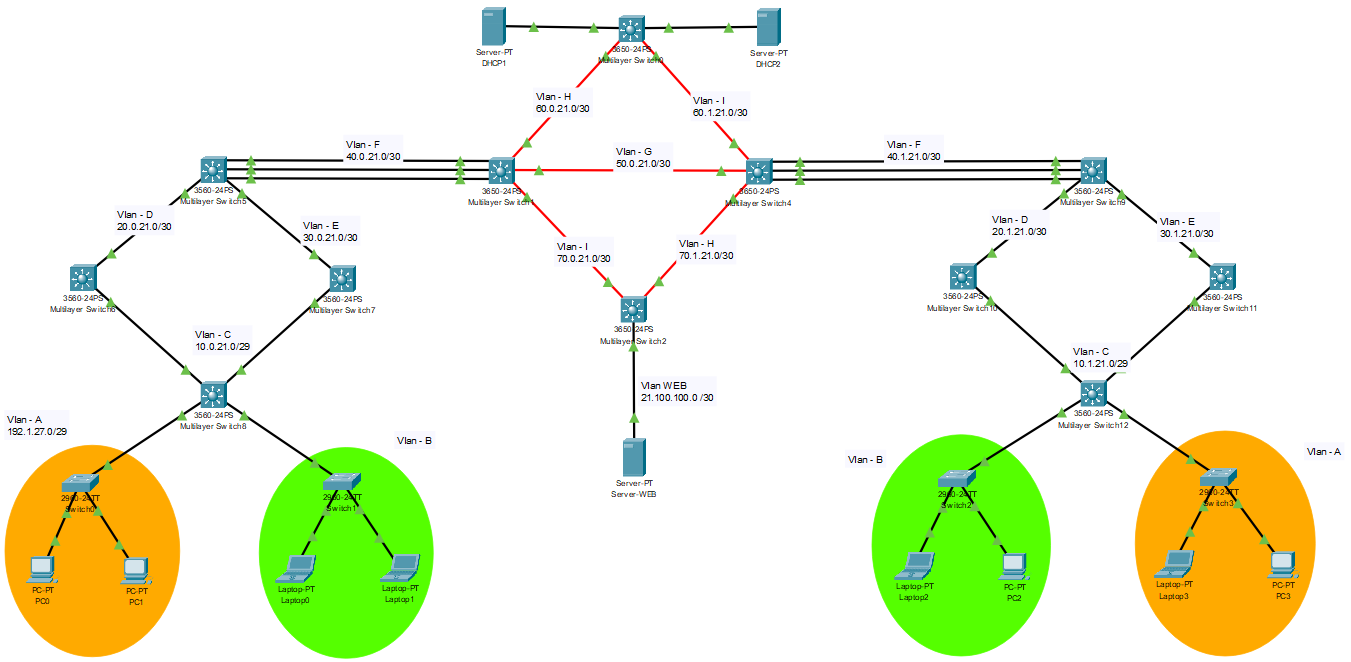 Server-PT
DHCP1
3650-24PS
Multilayer Switch0
Server-PT
DHCP2
Vlan - H
60.0.21.0/30
Vlan - I
60.1.21.0/30
Vlan - F
40.0.21.0/30
Vlan - G
50.0.21.0/30
Vlan - F
40.1.21.0/30
3560-24PS
Multilayer Switch5
3650-24PS
Multilayer Switch1
3650-24PS
Multilayer Switch4
3560-24PS
Multilayer Switch9
Vlan - D
20.0.21.0/30
Vlan - E
30.0.21.0/30
Vlan - I
70.0.21.0/30
Vlan - H
70.1.21.0/30
Vlan - D
20.1.21.0/30
Vlan - E
30.1.21.0/30
3560-24PS
Multilayer Switch6
3560-24PS
Multilayer Switch7
3650-24PS
Multilayer Switch2
3560-24PS
Multilayer Switch10
3560-24PS
Multilayer Switch11
Vlan - C
10.0.21.0/29
Vlan - C
10.1.21.0/29
Vlan WEB
21.100.100.0 /30
3560-24PS
Multilayer Switch8
3560-24PS
Multilayer Switch12
Vlan - A
192.1.27.0/29
Vlan - B
Vlan - B
Vlan - A
Server-PT
Server-WEB
2960-24TT
Switch0
2960-24TT
Switch1
2960-24TT
Switch2
2960-24TT
Switch3
PC-PT
PC0
PC-PT
PC1
Laptop-PT
Laptop0
Laptop-PT
Laptop1
Laptop-PT
Laptop2
PC-PT
PC2
Laptop-PT
Laptop3
PC-PT
PC3